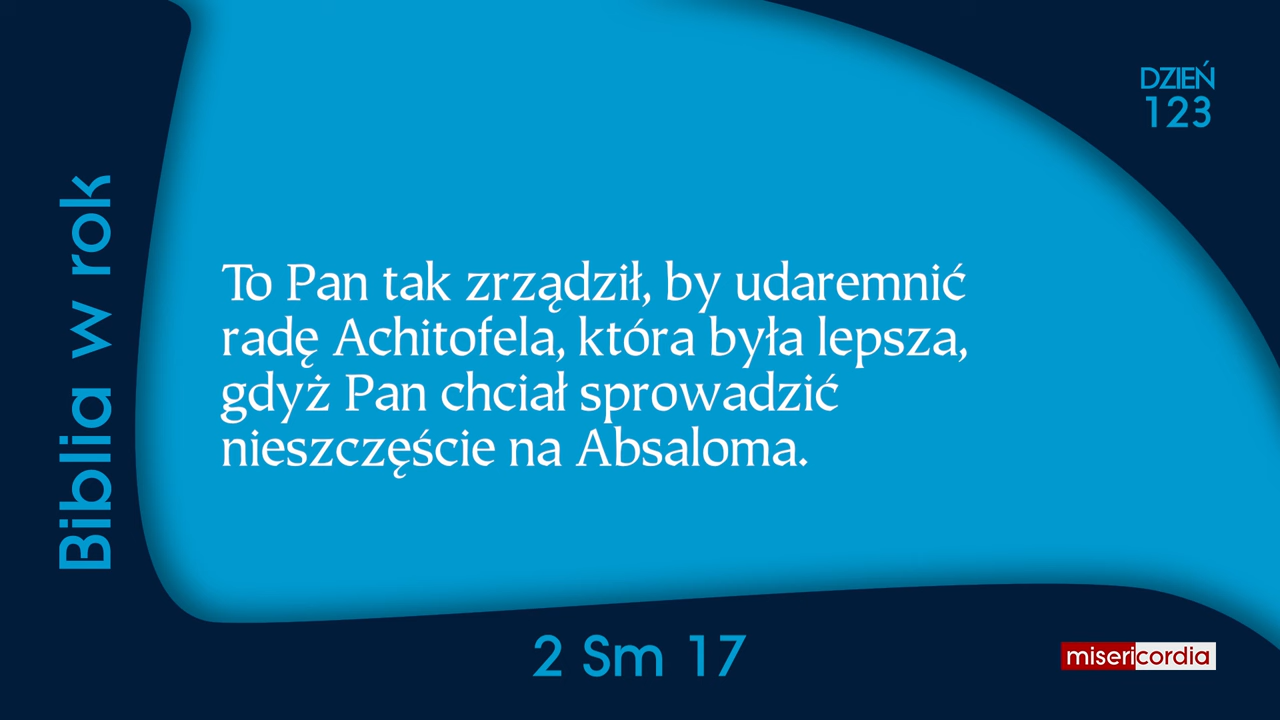 DZIEŃ
123
Biblia w rok
To Pan tak zrządził, by udaremnić
radę Achitofela, która była lepsza,
gdyż Pan chciał sprowadzić
nieszczęście na Absaloma.
2 Sm 17
misericordia